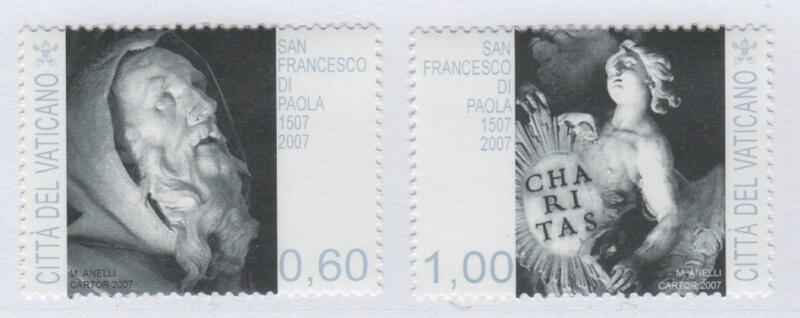 CITTÀ DEL VATICANO
SAN
FRANCESCO
DI
PAOLA
1507
2007
0,60
M. ANELLI
CARTOR 2007
SAN
FRANCESCO
DI
PAOLA
1507
2007
1,00
CHA
RI
TAS
M. ANELLI
CARTOR 2007
CITTÀ DEL VATICANO